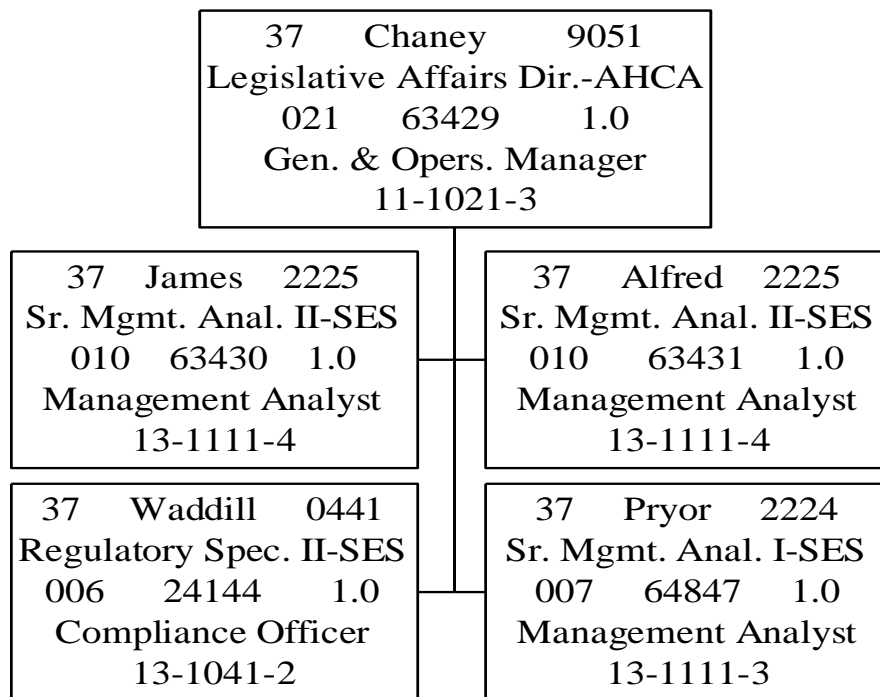 37 Chaney 9051
Legislative Affairs Dir.-AHCA
021 63429 1.0
Gen. & Opers. Manager
11-1021-3
37 James 2225
Sr. Mgmt. Anal. II-SES
010 63430 1.0
Management Analyst
13-1111-4
37 Alfred 2225
Sr. Mgmt. Anal. II-SES
010 63431 1.0
Management Analyst
13-1111-4
37 Waddill 0441
Regulatory Spec. II-SES
006 24144 1.0
Compliance Officer
13-1041-2
37 Pryor 2224
Sr. Mgmt. Anal. I-SES
007 64847 1.0
Management Analyst
13-1111-3